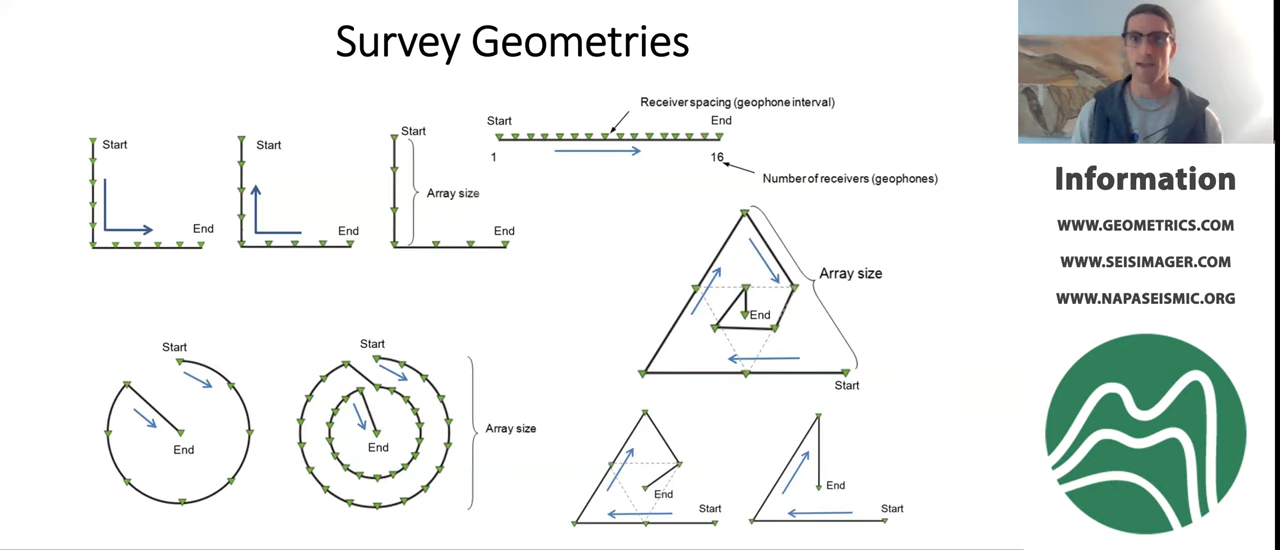 Survey Geometries
Receiver spacing (geophone interval)
Start
End
1
16
Number of receivers (geophones)
Start
End
Start
End
Start
Array size
End
Array size
End
Start
Start
End
Start
End
Array size
End
Start
End
Start
Information
WWW.GEOMETRICS.COM
WWW.SEISIMAGER.COM
WWW.NAPASEISMIC.ORG